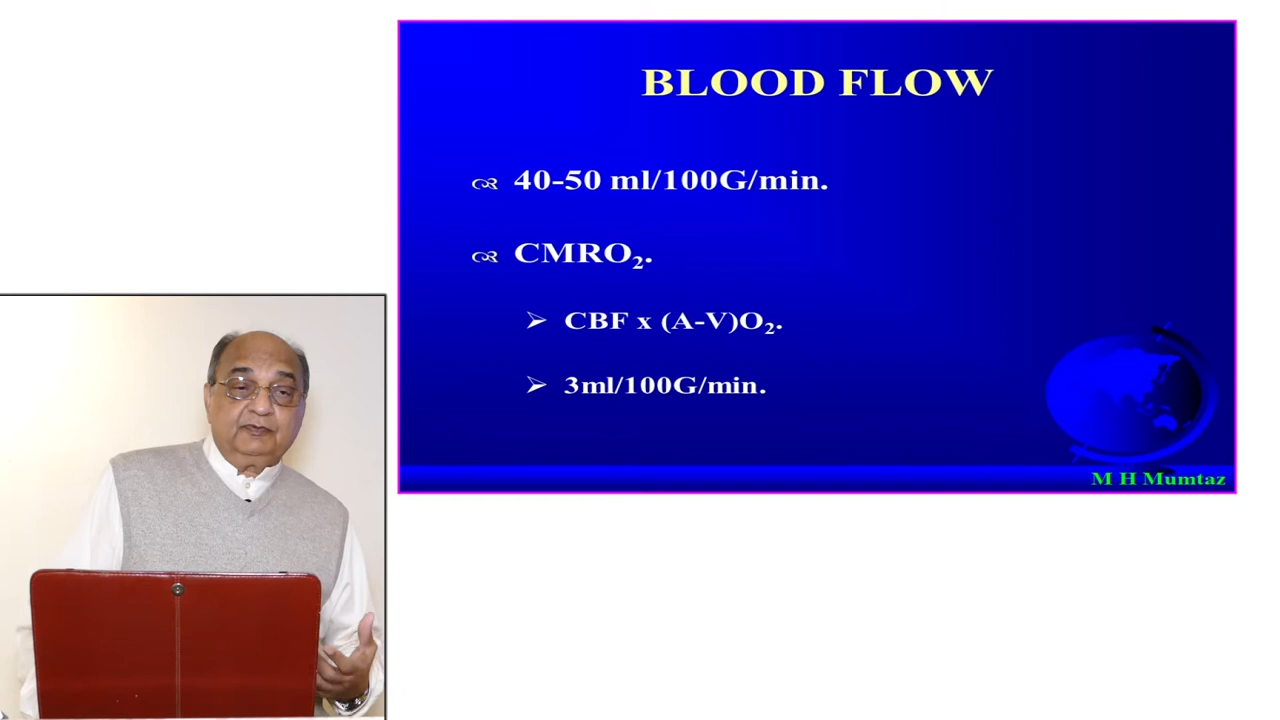 BLOOD FLOW
40-50 ml/100G/min.
CMRO₂.
CBF x (A-V)O₂.
3ml/100G/min.
M H Mumtaz